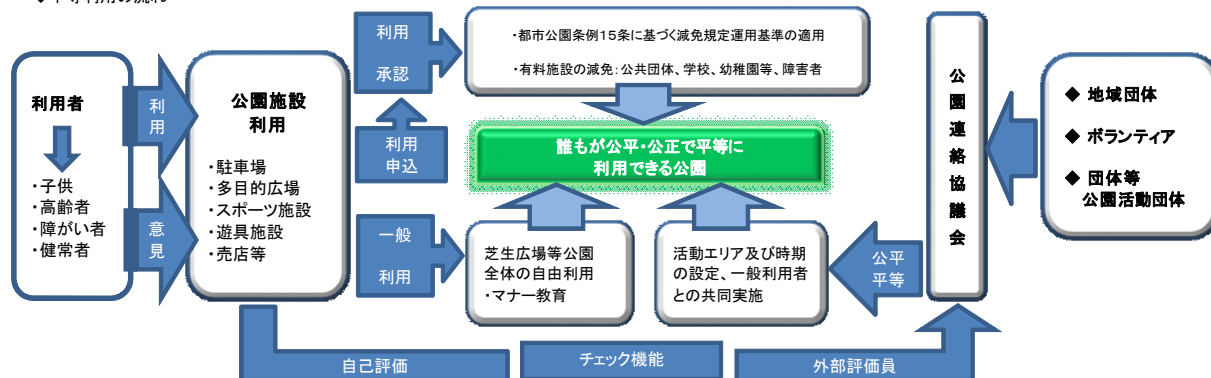 利用者
・子供
・高齢者
・障がい者
・健常者
利用
意見
公園施設
利用
・駐車場
・多目的広場
・スポーツ施設
・遊具施設
・売店等
利用
承認
利用
申込
一般
利用
・都市公園条例15条に基づく減免規定運用基準の適用
・有料施設の減免：公共団体、学校、幼稚園等、障害者
誰もが公平・公正で平等に
利用できる公園
芝生広場等公園
全体の自由利用
・マナー教育
活動エリア及び時期
の設定、一般利用者
との共同実施
公平
平等
公園連絡協議会
◆ 地域団体
◆ ボランティア
◆ 団体等
公園活動団体
自己評価
チェック機能
外部評価員